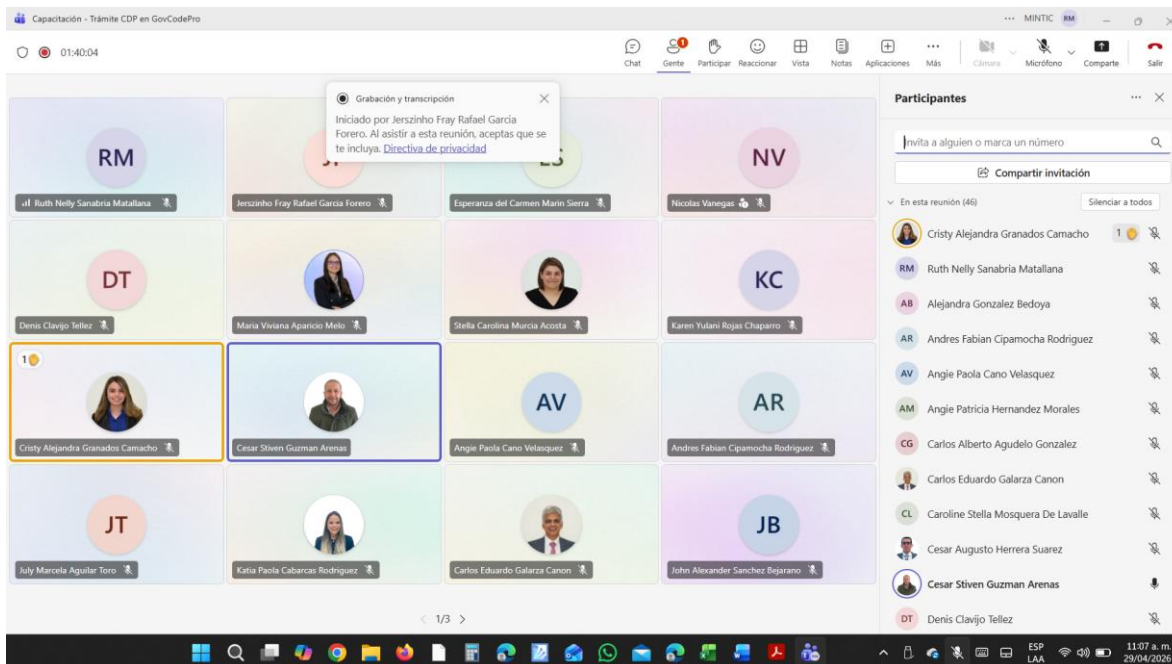 Capacitación - Trámite CDP en GovCodePro
MINTIC RM
01:40:04
Chat
Gente 1
Participar
Reaccionar
Vista
Notas
Aplicaciones
Más
Cámara
Micrófono
Comparte
Salir
Grabación y transcripción
Iniciado por Jerszinho Fray Rafael Garcia
Forero. Al asistir a esta reunión, aceptas que se
te incluya. Directiva de privacidad
RM
NV
Ruth Nelly Sanabria Matallana
Jerszinho Fray Rafael Garcia Forero
Esperanza del Carmen Marin Sierra
Nicolas Vanegas
DT
KC
Denis Clavijo Tellez
Maria Viviana Aparicio Melo
Stella Carolina Murcia Acosta
Karen Yulani Rojas Chaparro
1
AV
AR
Cristy Alejandra Granados Camacho
Cesar Stiven Guzman Arenas
Angie Paola Cano Velasquez
Andres Fabian Cipamocha Rodriguez
JT
JB
July Marcela Aguilar Toro
Katia Paola Cabarcas Rodriguez
Carlos Eduardo Galarza Canon
John Alexander Sanchez Bejarano
1/3
Participantes
Invita a alguien o marca un número
Compartir invitación
En esta reunión (46)
Silenciar a todos
Cristy Alejandra Granados Camacho 1
RM Ruth Nelly Sanabria Matallana
AB Alejandra Gonzalez Bedoya
AR Andres Fabian Cipamocha Rodriguez
AV Angie Paola Cano Velasquez
AM Angie Patricia Hernandez Morales
CG Carlos Alberto Agudelo Gonzalez
Carlos Eduardo Galarza Canon
CL Caroline Stella Mosquera De Lavalle
Cesar Augusto Herrera Suarez
Cesar Stiven Guzman Arenas
DT Denis Clavijo Tellez
ESP
LAA
11:07 a. m.